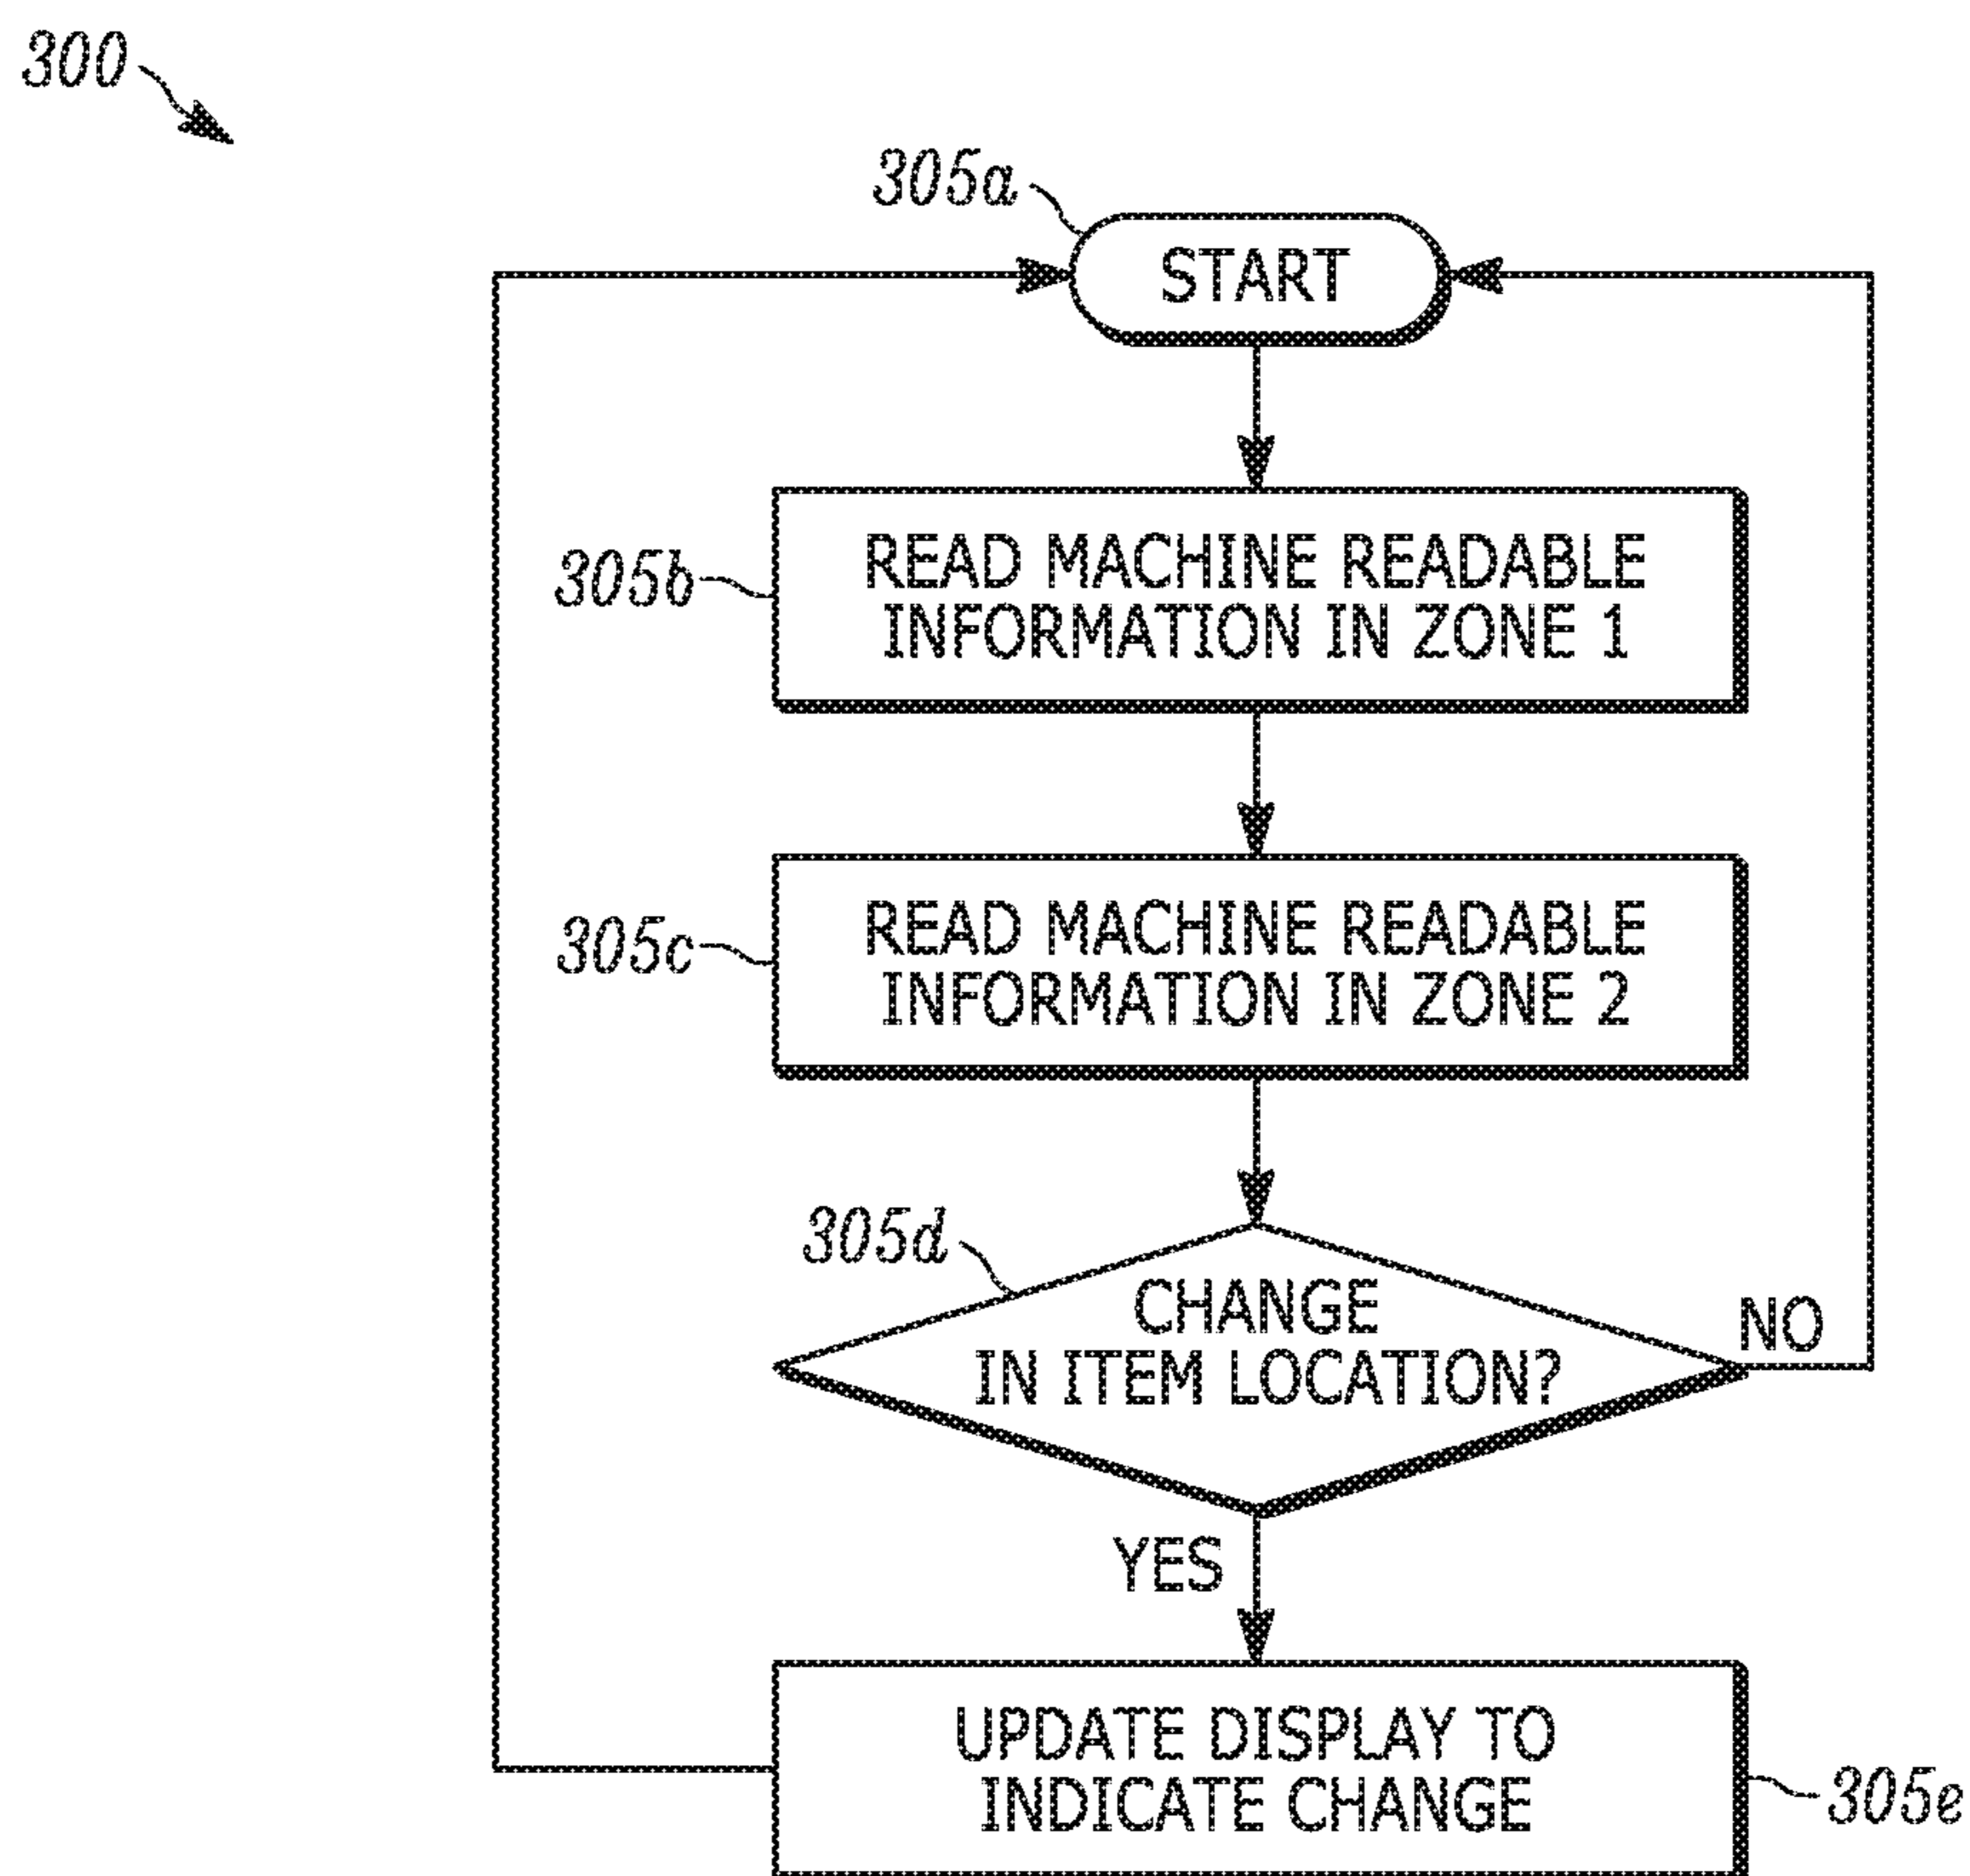 300
305a
START
305b
READ MACHINE READABLE
INFORMATION IN ZONE 1
305c
READ MACHINE READABLE
INFORMATION IN ZONE 2
305d
CHANGE
IN ITEM LOCATION?
NO
YES
UPDATE DISPLAY TO
INDICATE CHANGE
305e